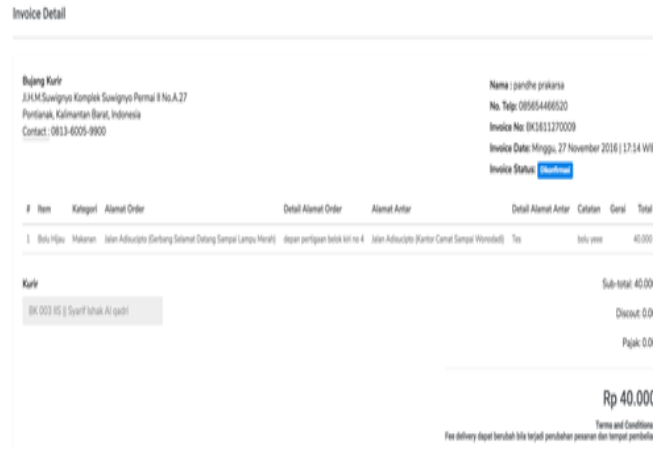 Invoice Detail
Bujang Kurir
Jl.H.M.Suwignyo Komplek Suwignyo Permai II No.A.27
Pontianak, Kalimantan Barat, Indonesia
Contact : 0813-6005-9900
Nama : pandhe prakarsa
No. Telp: 085654466520
Invoice No: BK1611270009
Invoice Date: Minggu, 27 November 2016 | 17:14 WIB
Invoice Status: Dikonfirmasi
# Item Kategori Alamat Order Detail Alamat Order Alamat Antar Detail Alamat Antar Catatan Gerai Total
1 Bolu Hijau Makanan Jalan Adisucipto (Gerbang Selamat Datang Sampai Lampu Merah) depan pertigaan belok kiri no 4 Jalan Adisucipto (Kantor Camat Sampai Wonodadi) Tes bolu yeee 40.000
Kurir
BK 003 IIS || Syarif Ishak Al qadri
Sub-total: 40.00
Discout: 0.0
Pajak: 0.0
Rp 40.000
Terms and Conditions
Fee delivery dapat berubah bila terjadi perubahan pesanan dan tempat